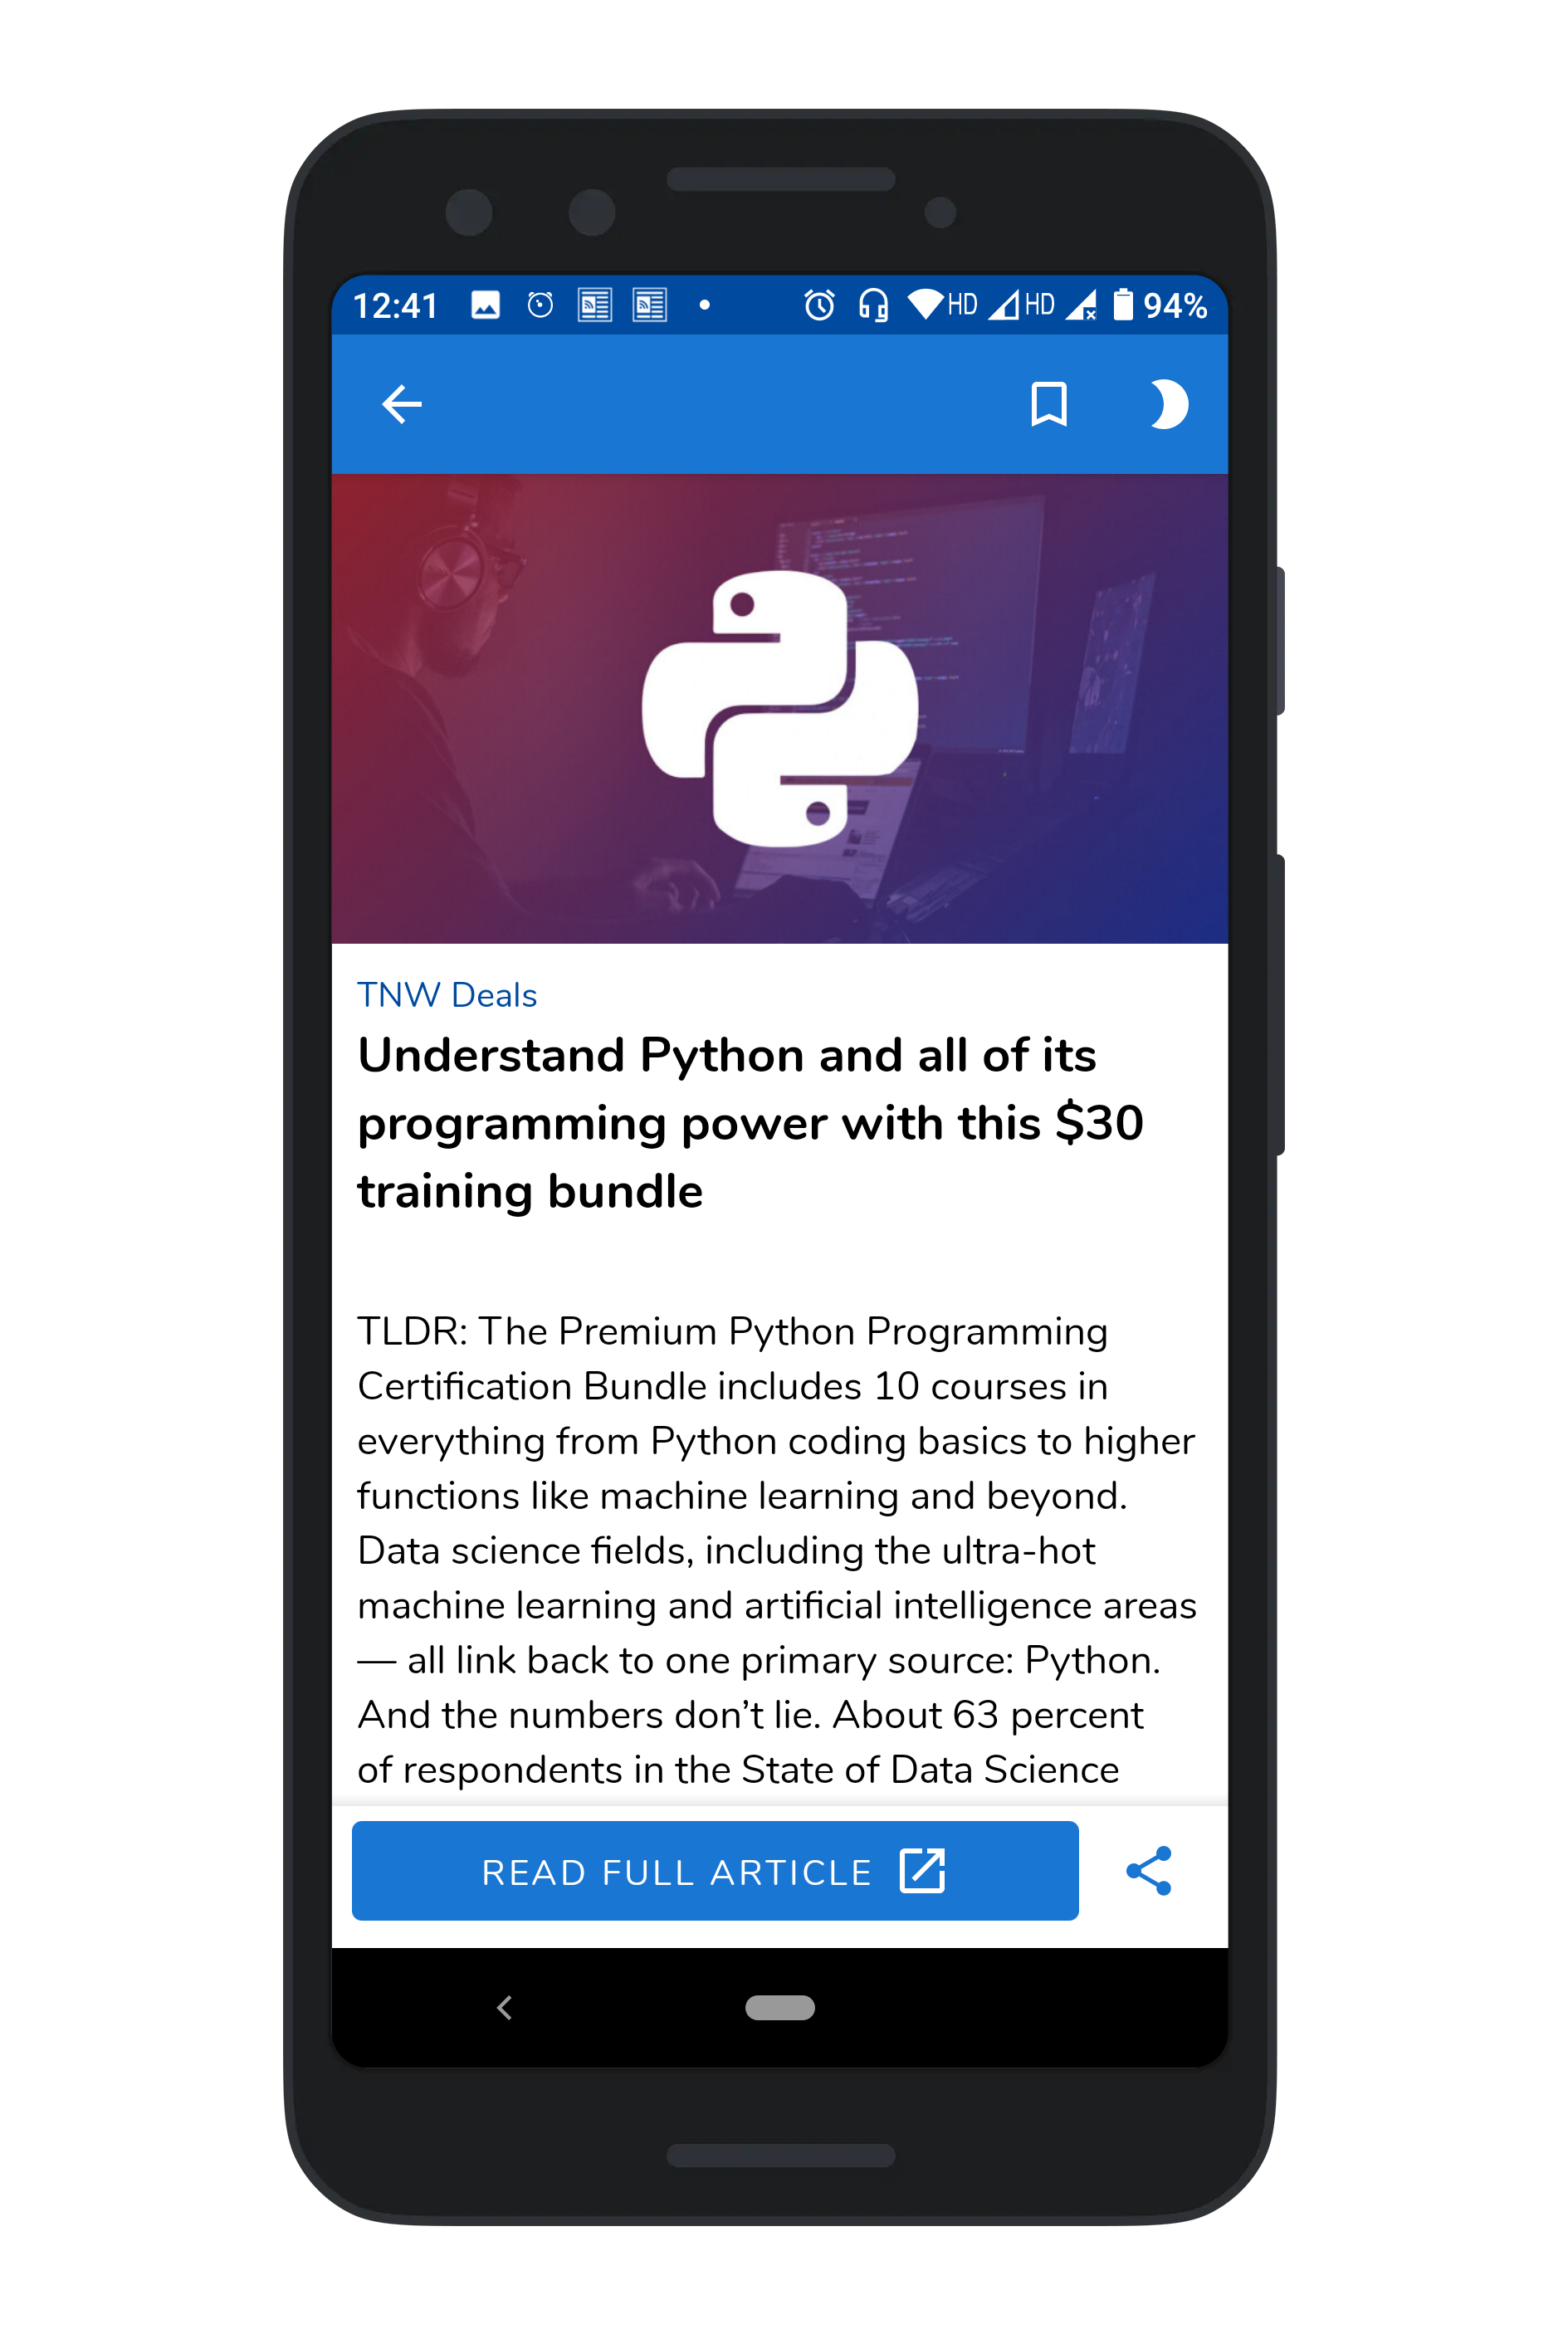 12:41 HD HD 94%
TNW Deals
Understand Python and all of its
programming power with this $30
training bundle
TLDR: The Premium Python Programming
Certification Bundle includes 10 courses in
everything from Python coding basics to higher
functions like machine learning and beyond.
Data science fields, including the ultra-hot
machine learning and artificial intelligence areas
— all link back to one primary source: Python.
And the numbers don’t lie. About 63 percent
of respondents in the State of Data Science
READ FULL ARTICLE